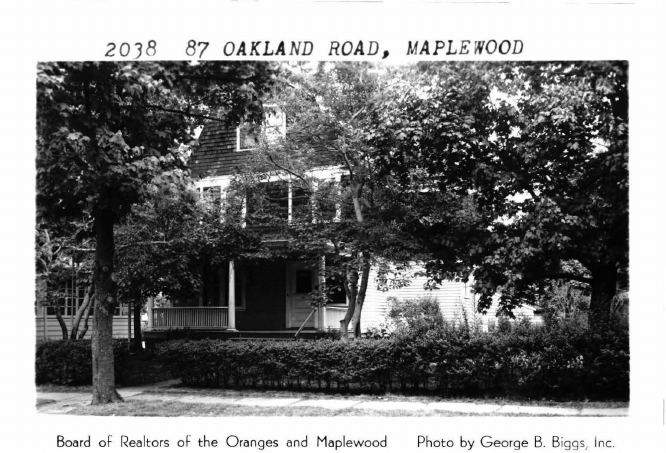 2038 87 OAKLAND ROAD, MAPLEWOOD
Board of Realtors of the Oranges and Maplewood Photo by George B. Biggs, Inc.